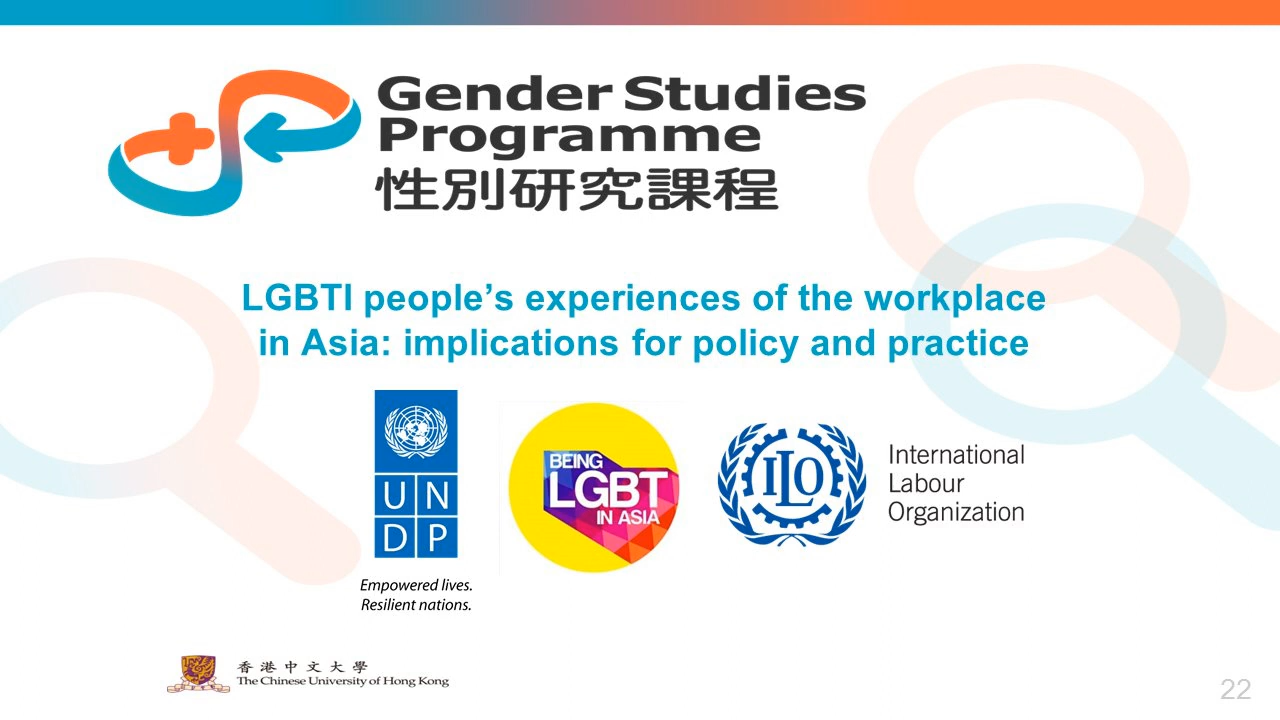 Gender Studies
Programme
性別研究課程
LGBTI people’s experiences of the workplace
in Asia: implications for policy and practice
UN
DP
Empowered lives.
Resilient nations.
BEING
LGBT
IN ASIA
ILO
International
Labour
Organization
香港中文大學
The Chinese University of Hong Kong
22